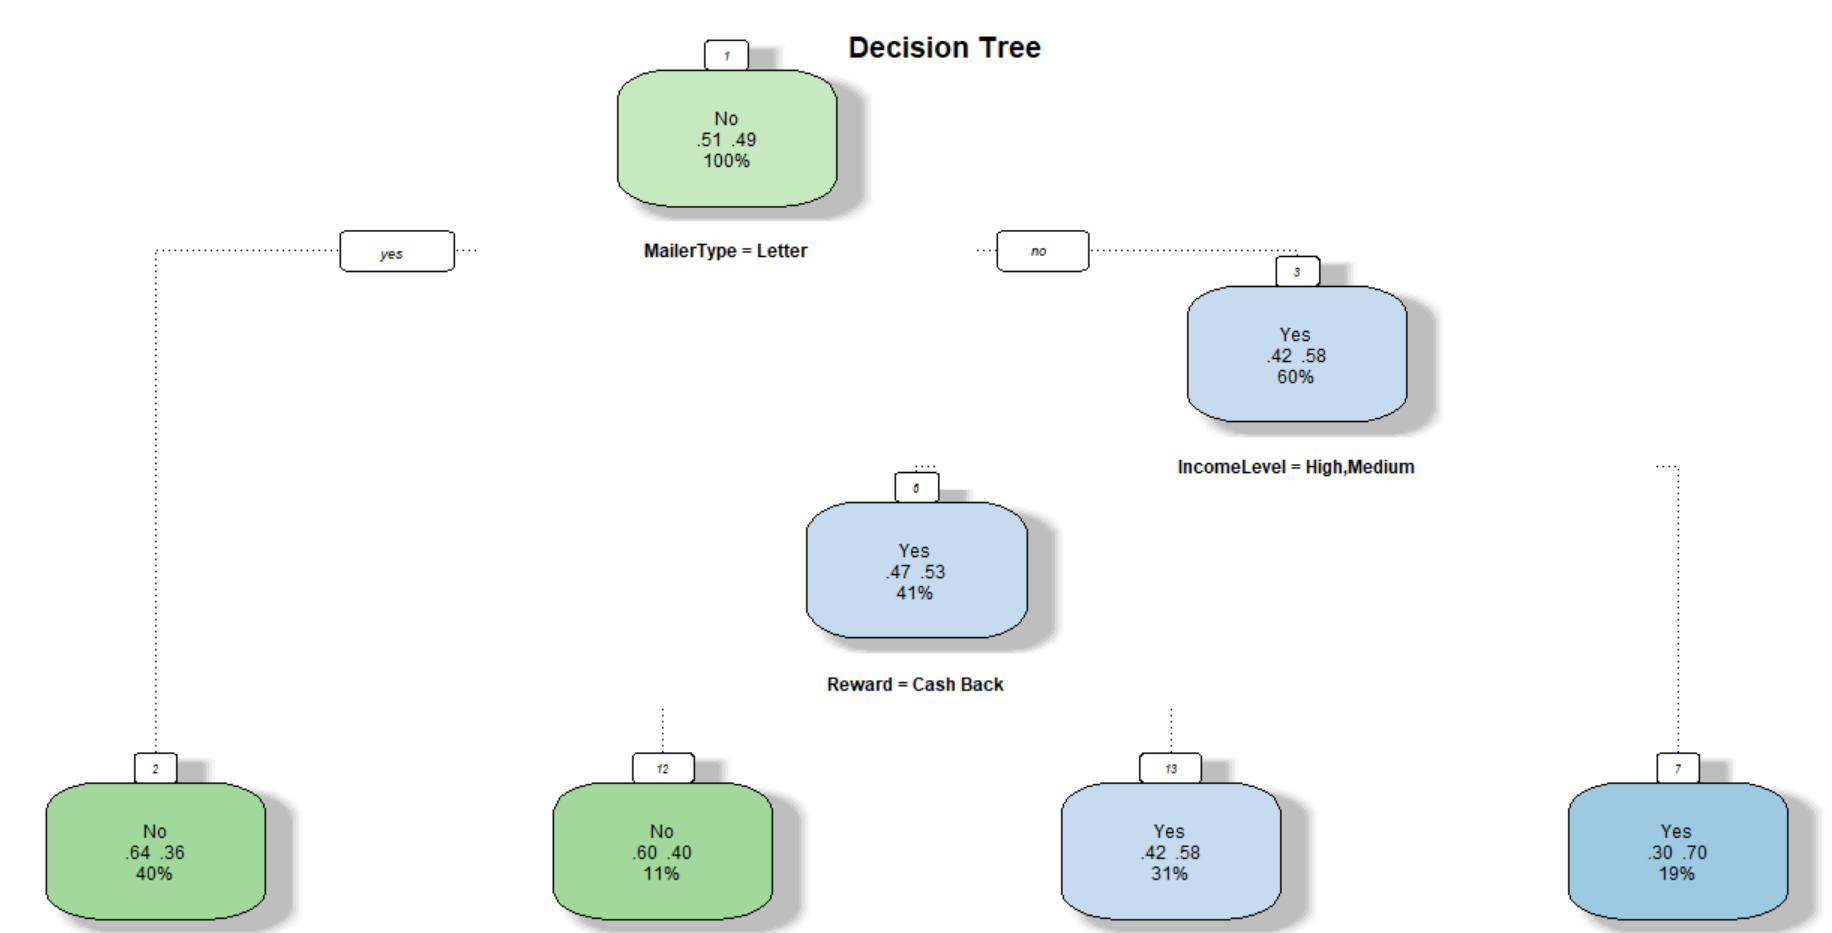 Decision Tree
1
No
.51 .49
100%
yes
MailerType = Letter
no
3
Yes
.42 .58
60%
IncomeLevel = High,Medium
6
Yes
.47 .53
41%
Reward = Cash Back
2
No
.64 .36
40%
12
No
.60 .40
11%
13
Yes
.42 .58
31%
7
Yes
.30 .70
19%